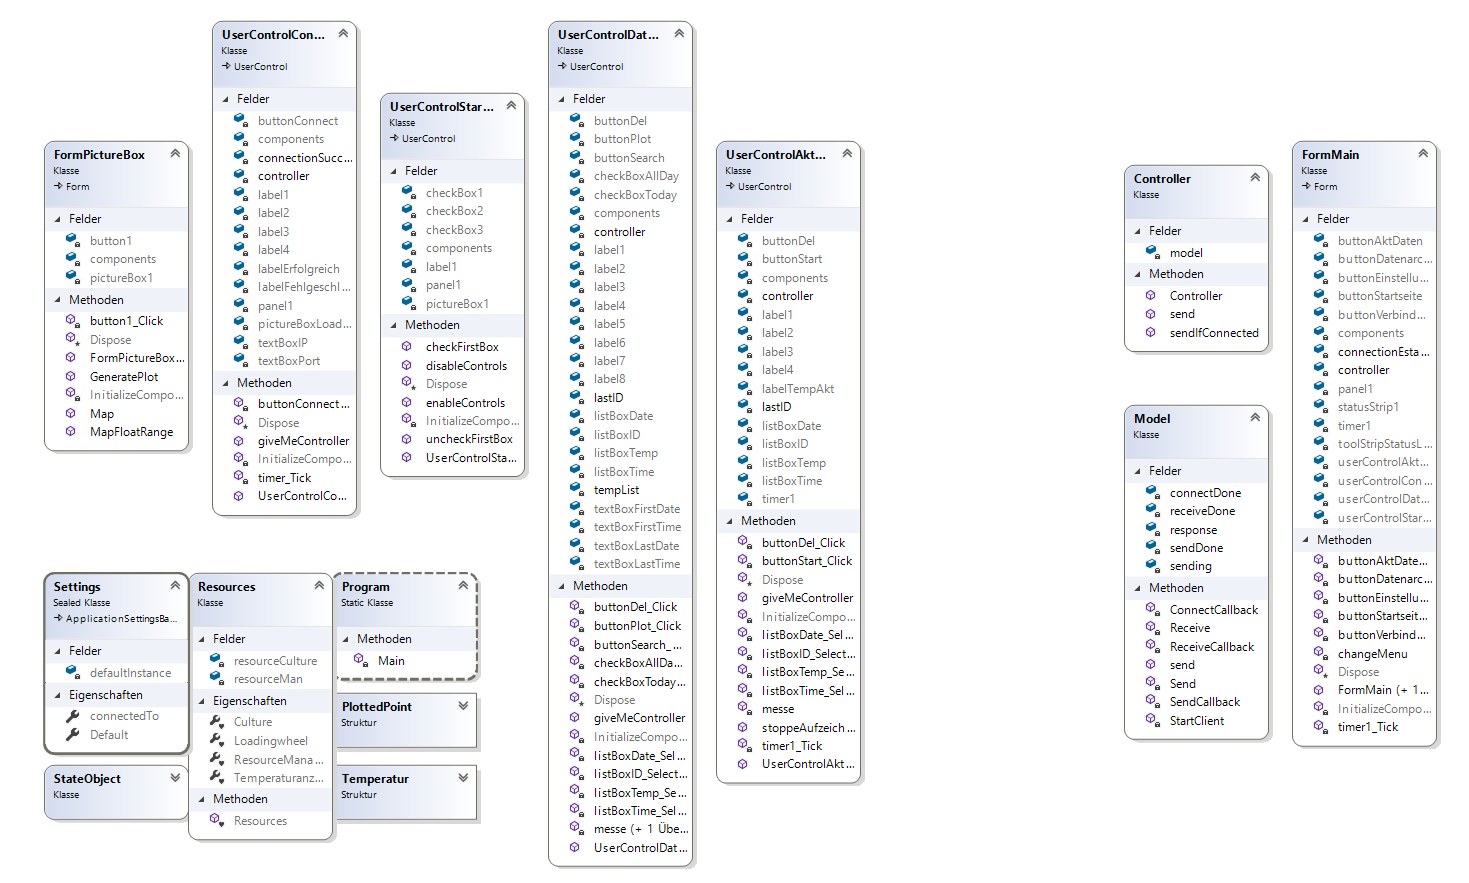 FormPictureBox
Klasse
Form
Felder
button1
components
pictureBox1
Methoden
button1_Click
Dispose
FormPictureBox...
GeneratePlot
InitializeCompo...
Map
MapFloatRange
UserControlCon...
Klasse
UserControl
Felder
buttonConnect
components
connectionSucc...
controller
label1
label2
label3
label4
labelErfolgreich
labelFehlgeschl...
panel1
pictureBoxLoad...
textBoxIP
textBoxPort
Methoden
buttonConnect...
Dispose
giveMeController
InitializeCompo...
timer_Tick
UserControlCo...
UserControlStar...
Klasse
UserControl
Felder
checkBox1
checkBox2
checkBox3
components
label1
panel1
pictureBox1
Methoden
checkFirstBox
disableControls
Dispose
enableControls
InitializeCompo...
uncheckFirstBox
UserControlSta...
UserControlDat...
Klasse
UserControl
Felder
buttonDel
buttonPlot
buttonSearch
checkBoxAllDay
checkBoxToday
components
controller
label1
label2
label3
label4
label5
label6
label7
label8
lastID
listBoxDate
listBoxID
listBoxTemp
listBoxTime
tempList
textBoxFirstDate
textBoxFirstTime
textBoxLastDate
textBoxLastTime
Methoden
buttonDel_Click
buttonPlot_Click
buttonSearch_...
checkBoxAllDa...
checkBoxToday...
Dispose
giveMeController
InitializeCompo...
listBoxDate_Sel...
listBoxID_Select...
listBoxTemp_Se...
listBoxTime_Sel...
messe (+ 1 Übe...
UserControlDat...
UserControlAkt...
Klasse
UserControl
Felder
buttonDel
buttonStart
components
controller
label1
label2
label3
label4
labelTempAkt
lastID
listBoxDate
listBoxID
listBoxTemp
listBoxTime
timer1
Methoden
buttonDel_Click
buttonStart_Click
Dispose
giveMeController
InitializeCompo...
listBoxDate_Sel...
listBoxID_Select...
listBoxTemp_Se...
listBoxTime_Sel...
messe
stoppeAufzeich...
timer1_Tick
UserControlAkt...
Controller
Klasse
Felder
model
Methoden
Controller
send
sendIfConnected
Model
Klasse
Felder
connectDone
receiveDone
response
sendDone
sending
Methoden
ConnectCallback
Receive
ReceiveCallback
send
Send
SendCallback
StartClient
FormMain
Klasse
Form
Felder
buttonAktDaten
buttonDatenarc...
buttonEinstellu...
buttonStartseite
buttonVerbind...
components
connectionEsta...
controller
panel1
statusStrip1
timer1
toolStripStatusL...
userControlAkt...
userControlCon...
userControlDat...
userControlStar...
Methoden
buttonAktDate...
buttonDatenarc...
buttonEinstellu...
buttonStartseit...
buttonVerbind...
changeMenu
Dispose
FormMain (+ 1...
InitializeCompo...
timer1_Tick
Settings
Sealed Klasse
ApplicationSettingsBa...
Felder
defaultInstance
Eigenschaften
connectedTo
Default
StateObject
Klasse
Resources
Klasse
Felder
resourceCulture
resourceMan
Eigenschaften
Culture
Loadingwheel
ResourceMana...
Temperaturanz...
Methoden
Resources
Program
Static Klasse
Methoden
Main
PlottedPoint
Struktur
Temperatur
Struktur